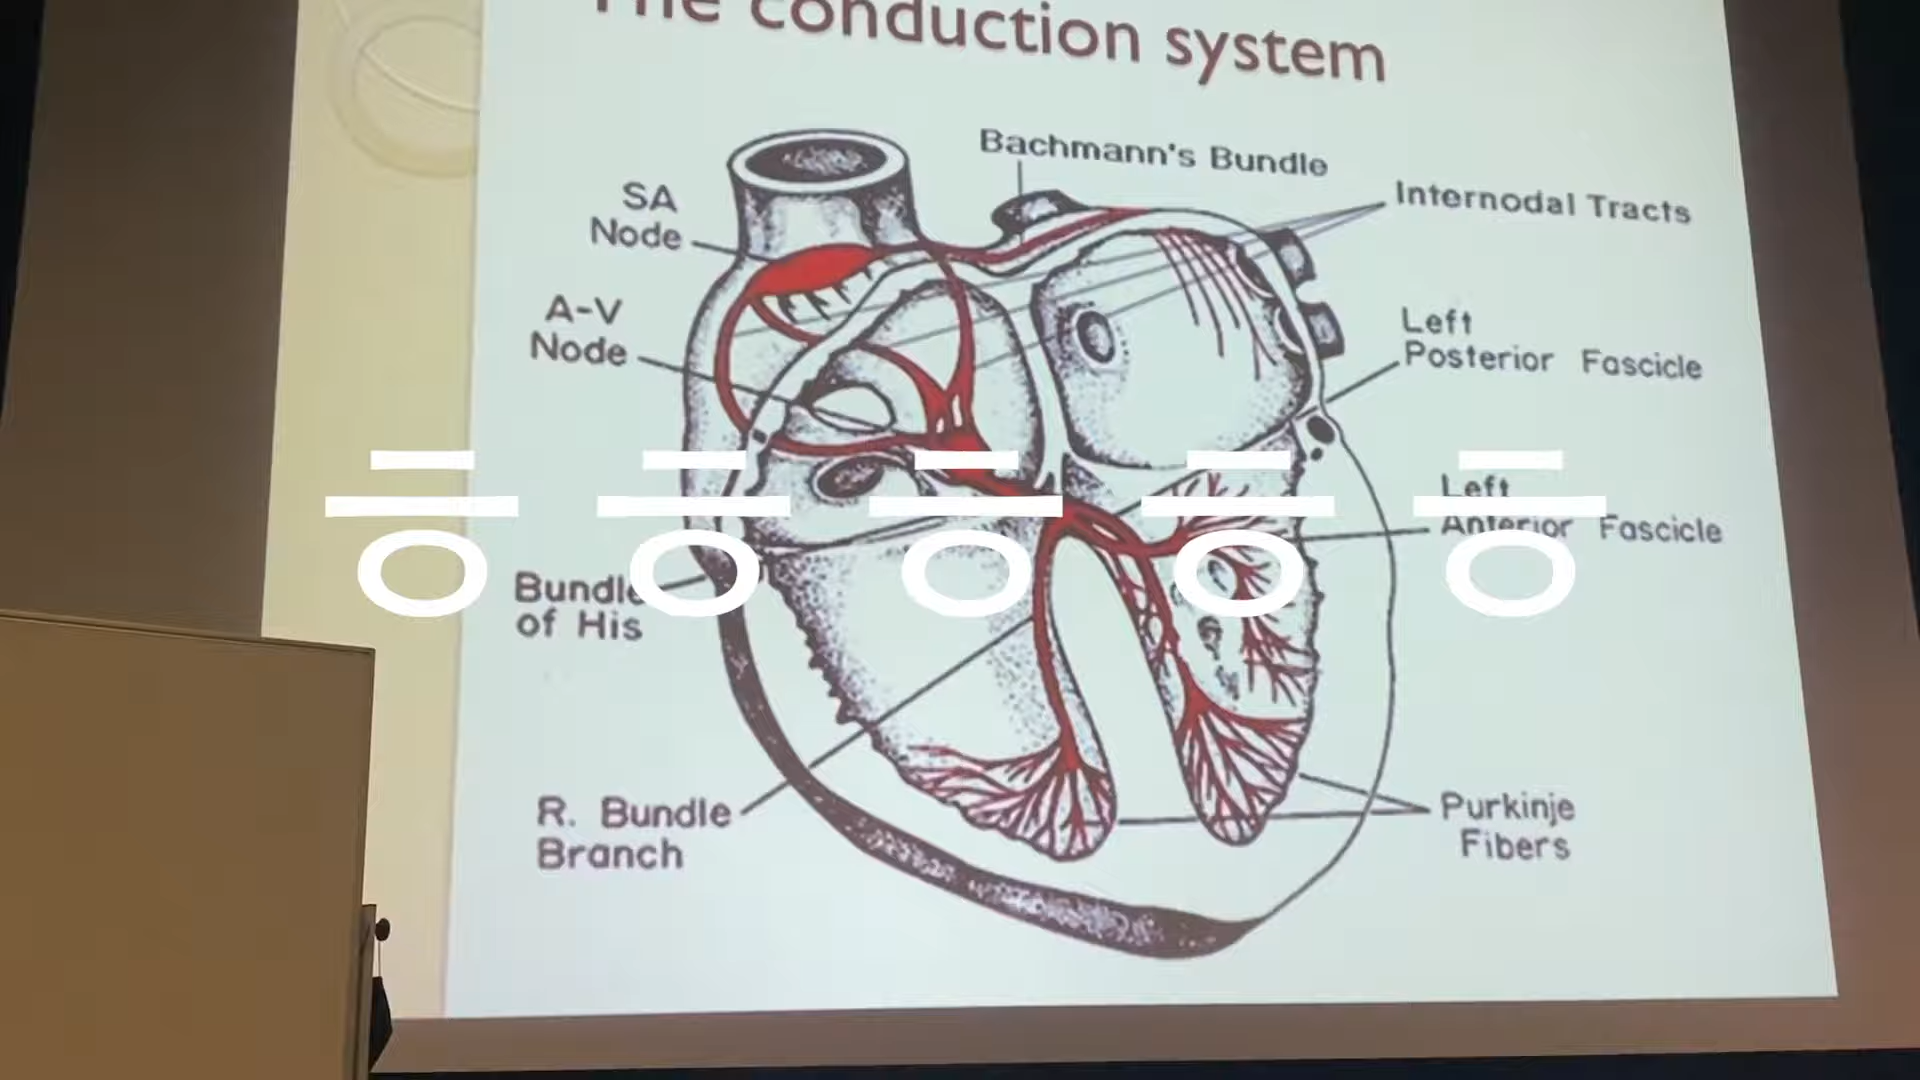 The conduction system
Bachmann's Bundle
Internodal Tracts
SA
Node
A-V
Node
Left
Posterior Fascicle
ㅎㅎㅎㅎㅎ
Left
Anterior Fascicle
Bundle
of His
R. Bundle
Branch
Purkinje
Fibers